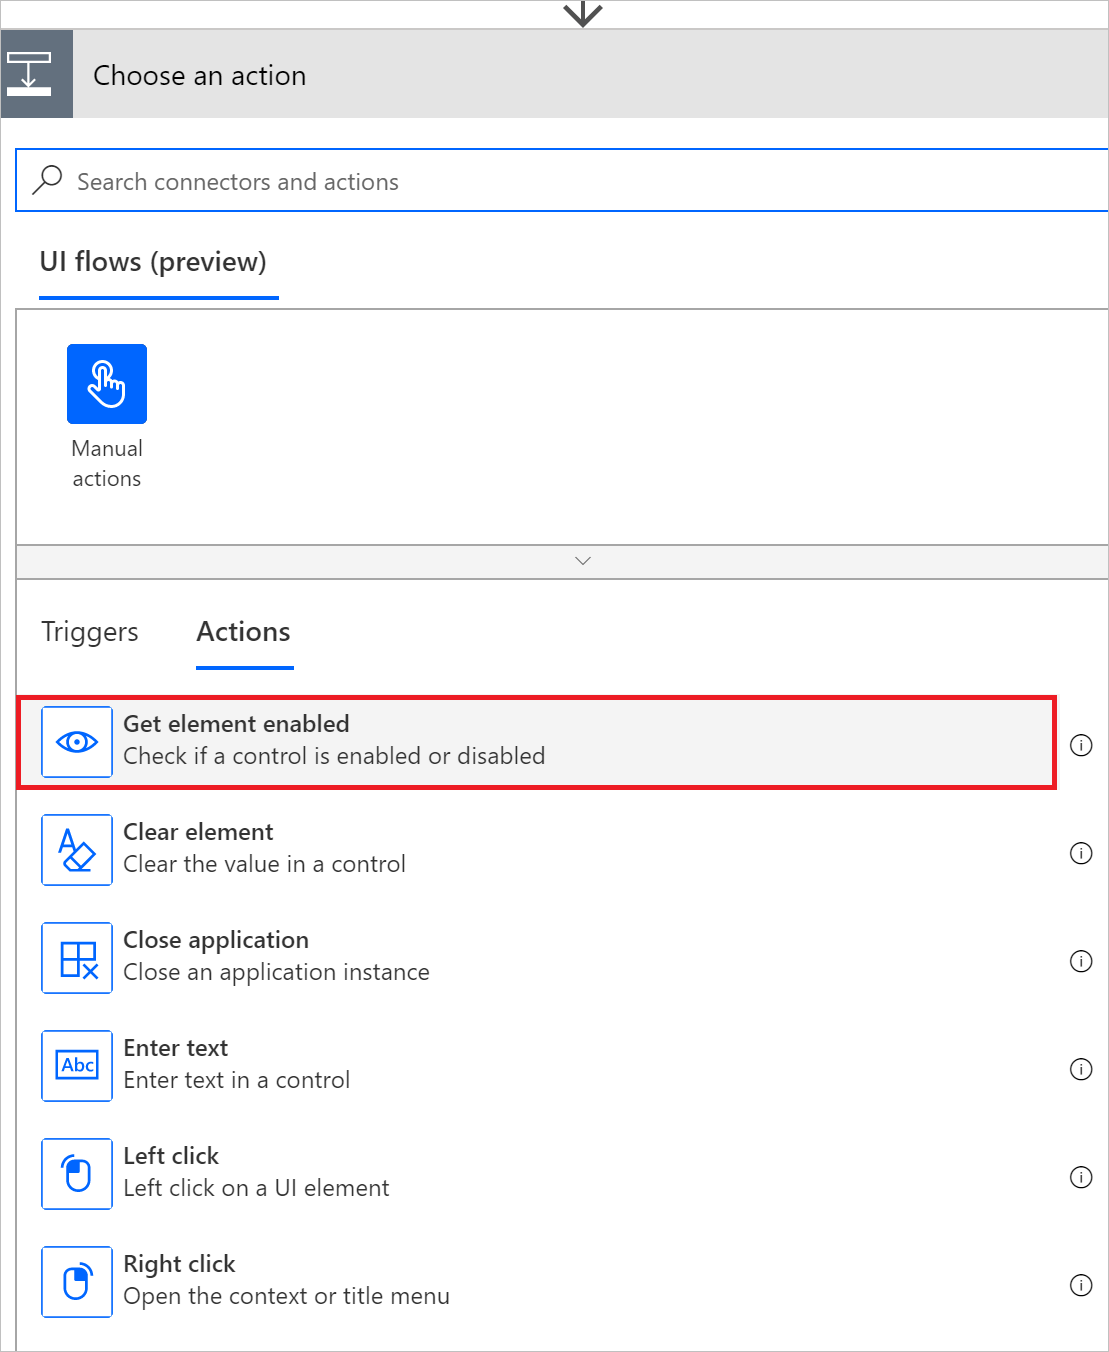 Choose an action
Search connectors and actions
UI flows (preview)
Manual
actions
Triggers
Actions
Get element enabled
Check if a control is enabled or disabled
Clear element
Clear the value in a control
Close application
Close an application instance
Abc
Enter text
Enter text in a control
Left click
Left click on a UI element
Right click
Open the context or title menu